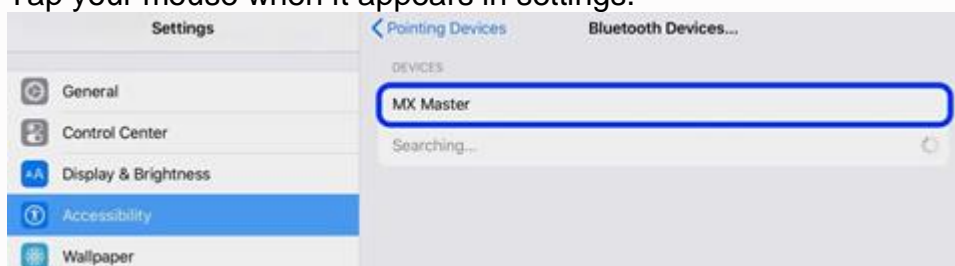 Tap your mouse when it appears in settings.
Settings
Pointing Devices
Bluetooth Devices...
DEVICES
General
MX Master
Control Center
Searching...
Display & Brightness
Accessibility
Wallpaper